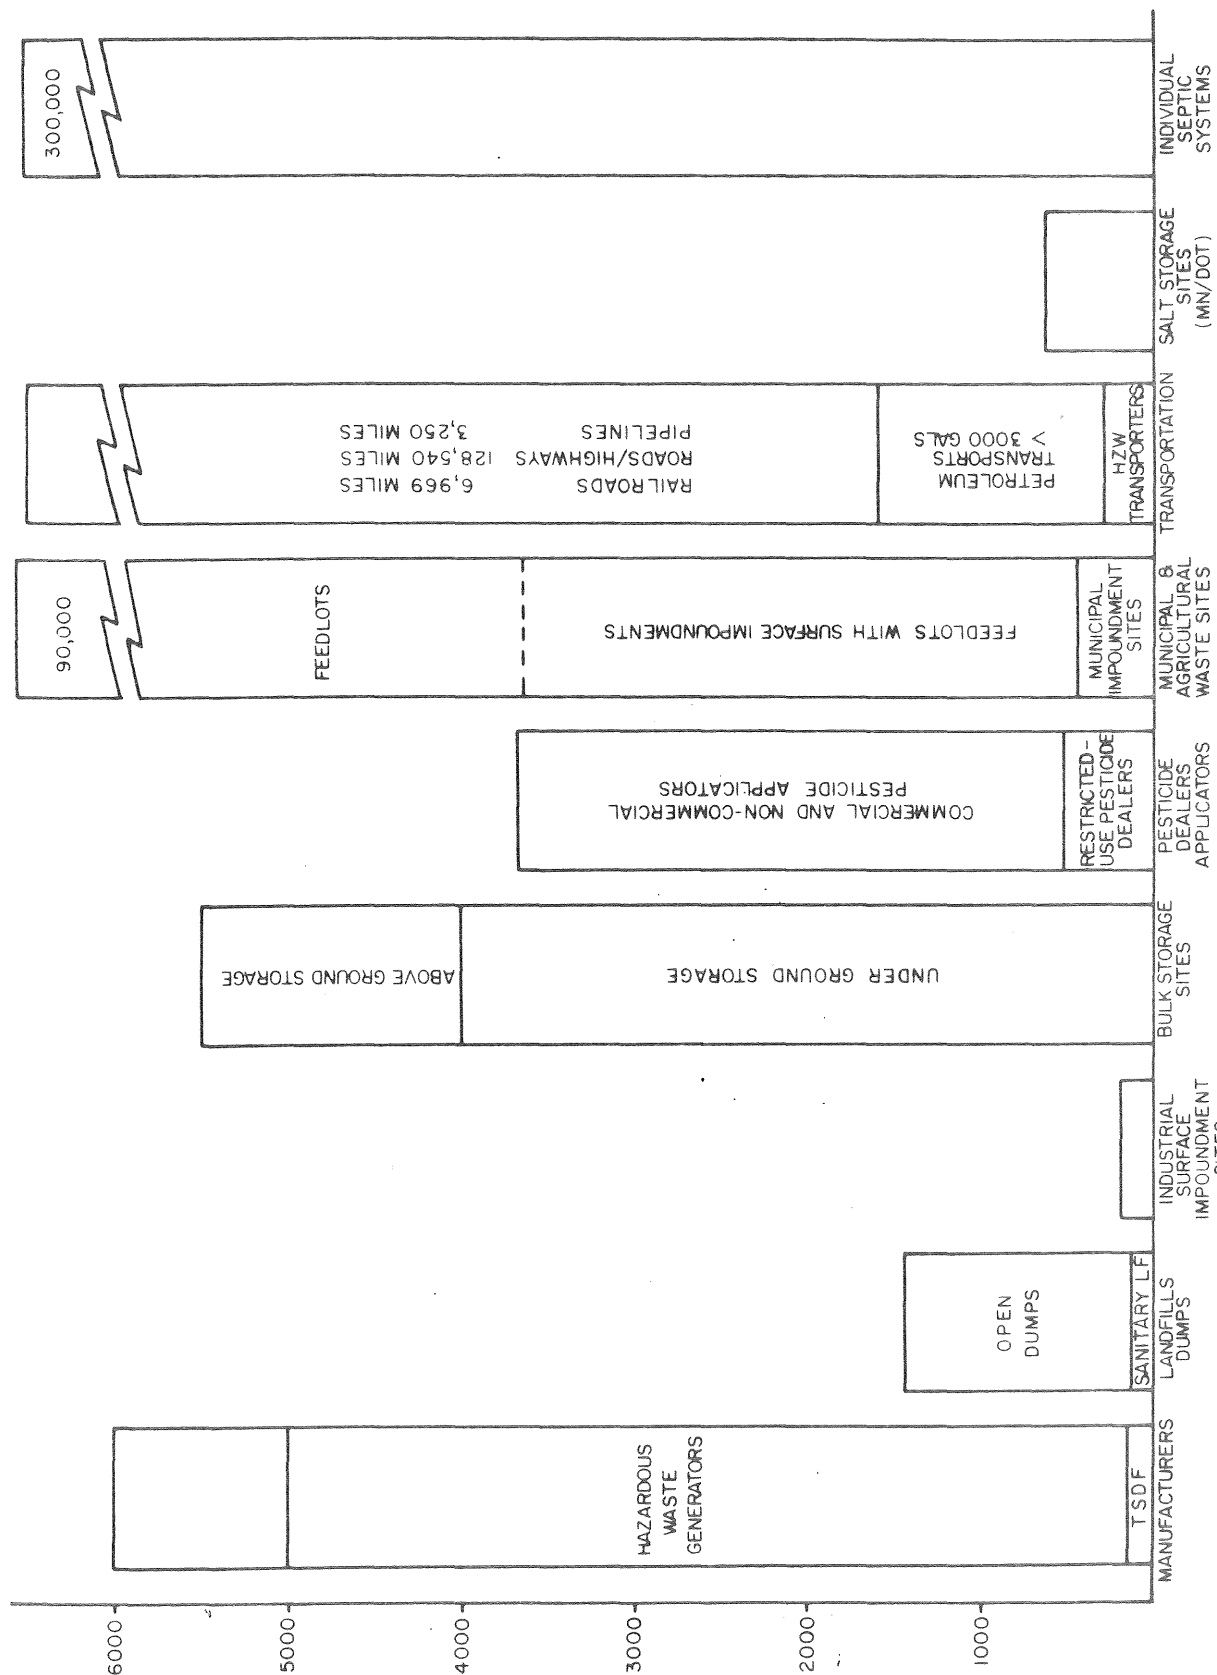 6000
5000
4000
3000
2000
1000
HAZARDOUS
WASTE
GENERATORS
TSDF
MANUFACTURERS
OPEN
DUMPS
SANITARY LF
LANDFILLS
DUMPS
INDUSTRIAL
SURFACE
IMPOUNDMENT
ABOVE GROUND STORAGE
UNDER GROUND STORAGE
BULK STORAGE
SITES
COMMERCIAL AND NON-COMMERCIAL
PESTICIDE APPLICATORS
RESTRICTED-
USE PESTICIDE
DEALERS
PESTICIDE
DEALERS
APPLICATORS
90,000
FEEDLOTS
FEEDLOTS WITH SURFACE IMPOUNDMENTS
MUNICIPAL
IMPOUNDMENT
SITES
MUNICIPAL &
AGRICULTURAL
WASTE SITES
RAILROADS 6,969 MILES
ROADS/HIGHWAYS 128,540 MILES
PIPELINES 3,250 MILES
PETROLEUM
TRANSPORTS
> 3000 GALS
HZW
TRANSPORTERS
TRANSPORTATION
SALT STORAGE
SITES
(MN/DOT)
300,000
INDIVIDUAL
SEPTIC
SYSTEMS